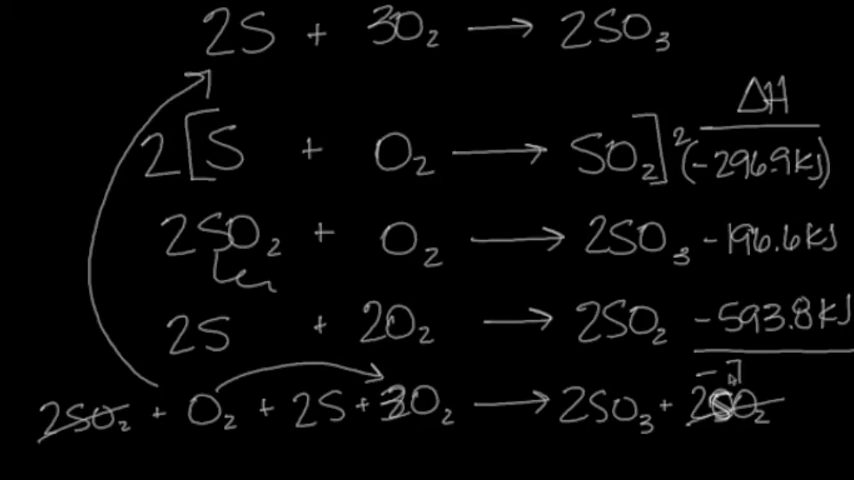 2S + 3O₂ → 2SO₃
ΔH
2[S + O₂ → SO₂] 2(-296.9kJ)
2SO₂ + O₂ → 2SO₃ -196.6kJ
2S + 2O₂ → 2SO₂ -593.8kJ
-7
2SO₂ + O₂ + 2S + 3O₂ → 2SO₃ + 2SO₂